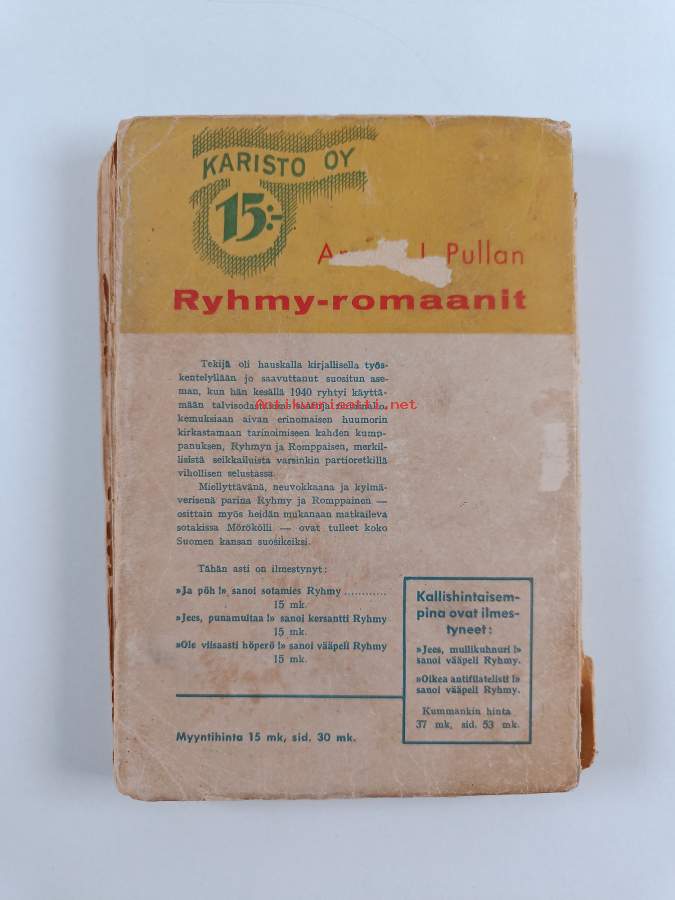 KARISTO OY
15:-
Ar J. Pullan
Ryhmy-romaanit
Tekijä oli hauskalla kirjallisella työs-
kentelyllään jo saavuttanut suositun ase-
man, kun hän kesällä 1940 ryhtyi käyttä-
mään
kemuksiaan aivan erinomaisen huumorin
kirkastamaan tarinoimiseen kahden kump-
panuksen, Ryhmyn ja Romppaisen, merkil-
lisistä seikkailuista varsinkin partioretkillä
vihollisen selustassa.
Miellyttävänä, neuvokkaana ja kylmä-
verisenä parina Ryhmy ja Romppainen —
osittain myös heidän mukanaan matkaileva
sotakissa Mörökölli — ovat tulleet koko
Suomen kansan suosikeiksi.
Tähän asti on ilmestynyt:
»Ja pöh!» sanoi sotamies Ryhmy ............
15 mk.
»Jees, punamultaa!» sanoi kersantti Ryhmy
15 mk.
»Ole viisaasti höperö!» sanoi vääpeli Ryhmy
15 mk.
Myyntihinta 15 mk, sid. 30 mk.
Kallishintaisem-
pina ovat ilmes-
tyneet:
»Jees, mullikuhnuri!»
sanoi vääpeli Ryhmy.
»Oikea antifilatelisti!»
sanoi vääpeli Ryhmy.
Kummankin hinta
37 mk, sid. 53 mk.
Antikvariaatti.net